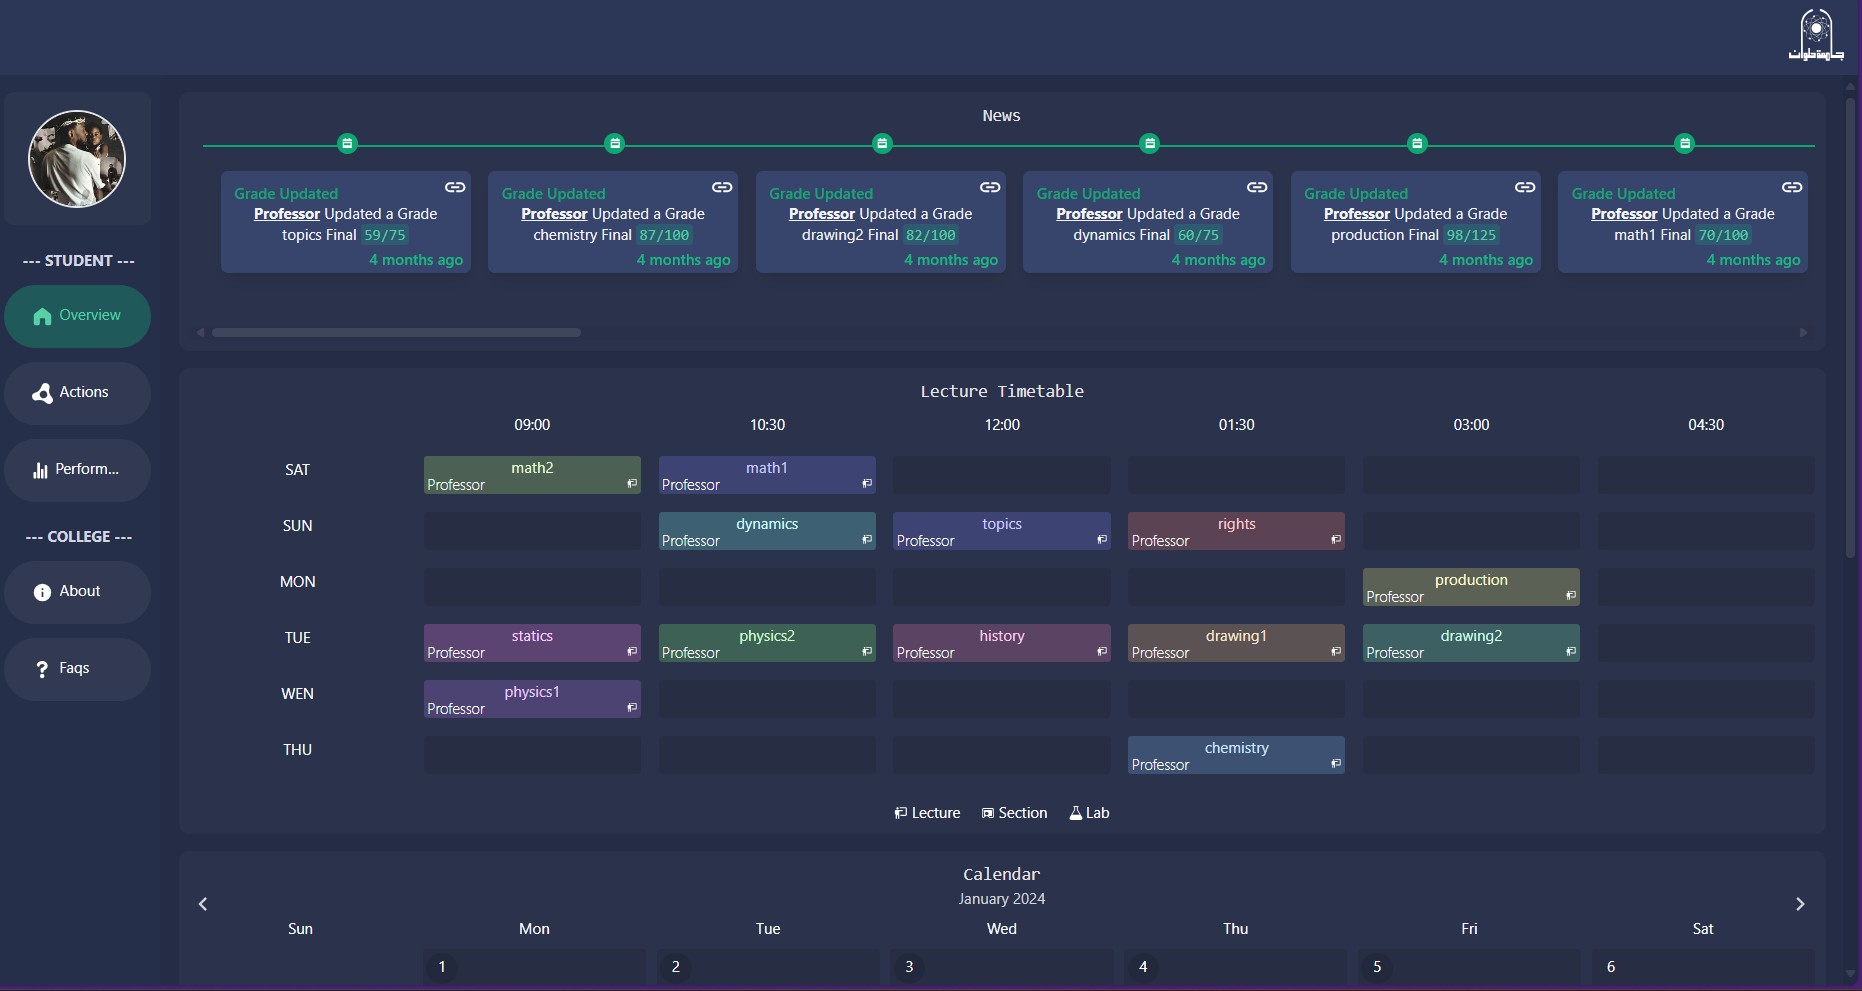 جامعة حلوان
News
Grade Updated
Professor Updated a Grade
topics Final 59/75
4 months ago
Grade Updated
Professor Updated a Grade
chemistry Final 87/100
4 months ago
Grade Updated
Professor Updated a Grade
drawing2 Final 82/100
4 months ago
Grade Updated
Professor Updated a Grade
dynamics Final 60/75
4 months ago
Grade Updated
Professor Updated a Grade
production Final 98/125
4 months ago
Grade Updated
Professor Updated a Grade
math1 Final 70/100
4 months ago
--- STUDENT ---
Overview
Actions
Perform...
--- COLLEGE ---
About
Faqs
Lecture Timetable
09:00 10:30 12:00 01:30 03:00 04:30
SAT
math2
Professor
math1
Professor
SUN
dynamics
Professor
topics
Professor
rights
Professor
MON
production
Professor
TUE
statics
Professor
physics2
Professor
history
Professor
drawing1
Professor
drawing2
Professor
WEN
physics1
Professor
THU
chemistry
Professor
Lecture Section Lab
Calendar
January 2024
Sun Mon Tue Wed Thu Fri Sat
1 2 3 4 5 6